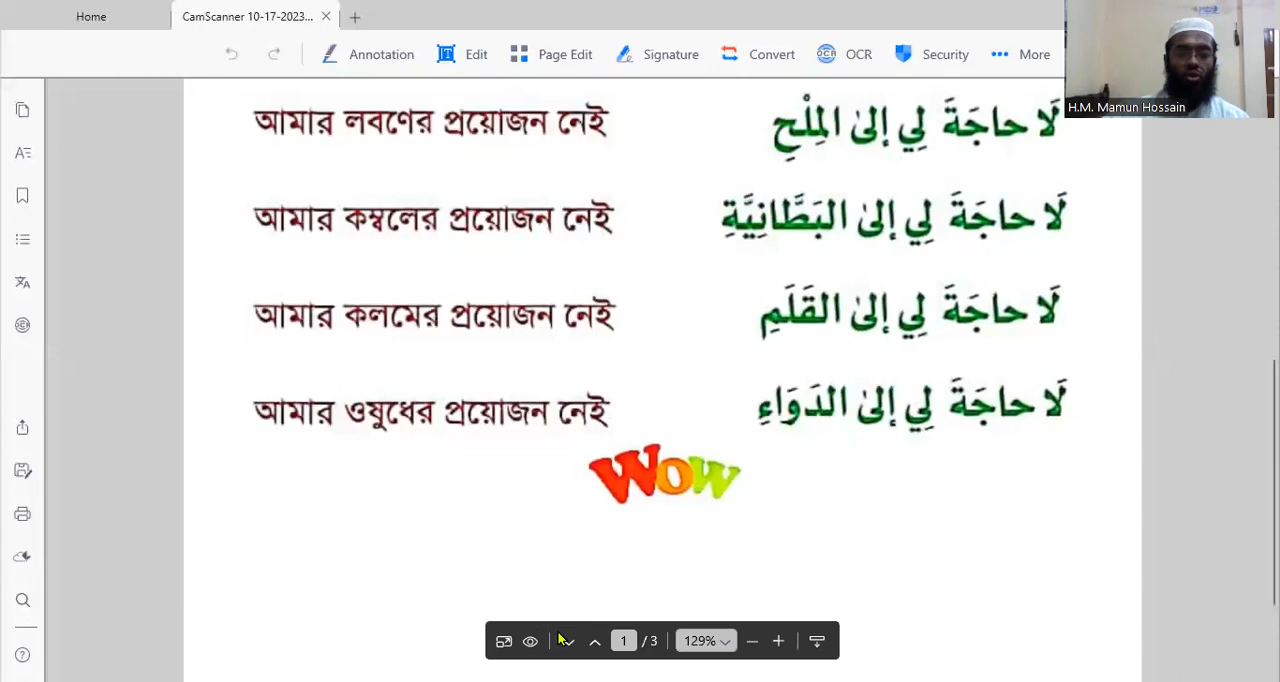 Home
CamScanner 10-17-2023...
Annotation Edit Page Edit Signature Convert OCR Security More
H.M. Mamun Hossain
আমার লবণের প্রয়োজন নেই
لَا حاجَةَ لِي إلىٰ المِلْحِ
আমার কম্বলের প্রয়োজন নেই
لَا حاجَةَ لِي إلىٰ البَطَّانِيَّةِ
আমার কলমের প্রয়োজন নেই
لَا حاجَةَ لِي إلىٰ القَلَمِ
আমার ওষুধের প্রয়োজন নেই
لَا حاجَةَ لِي إلىٰ الدَوَاءِ
Wow
1 / 3 129%